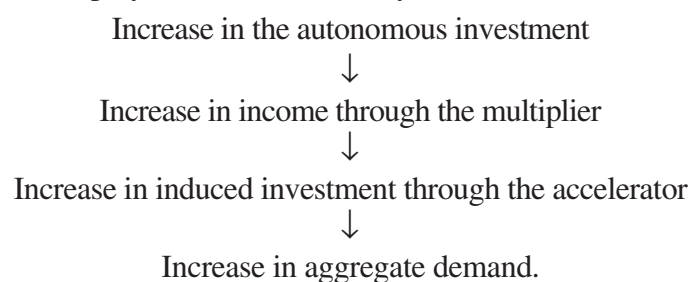 Increase in the autonomous investment
↓
Increase in income through the multiplier
↓
Increase in induced investment through the accelerator
↓
Increase in aggregate demand.